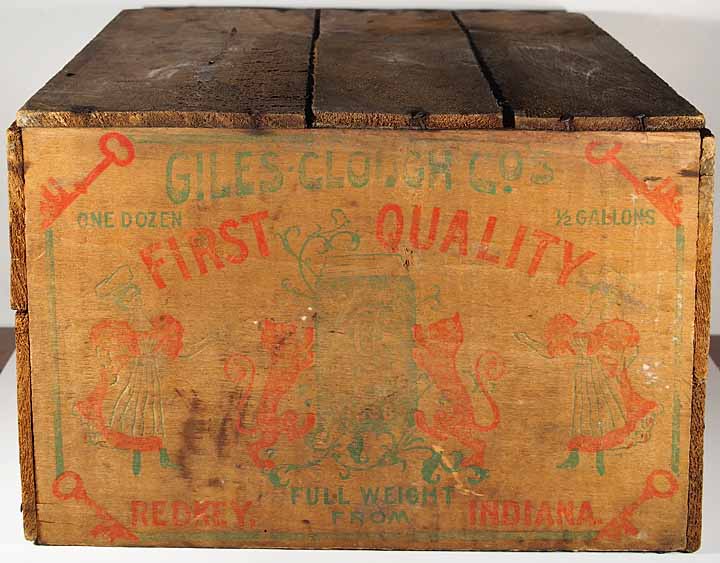 GILES CLOUGH Co's
ONE DOZEN ½ GALLONS
FIRST QUALITY
FULL WEIGHT
REDKEY, FROM INDIANA.